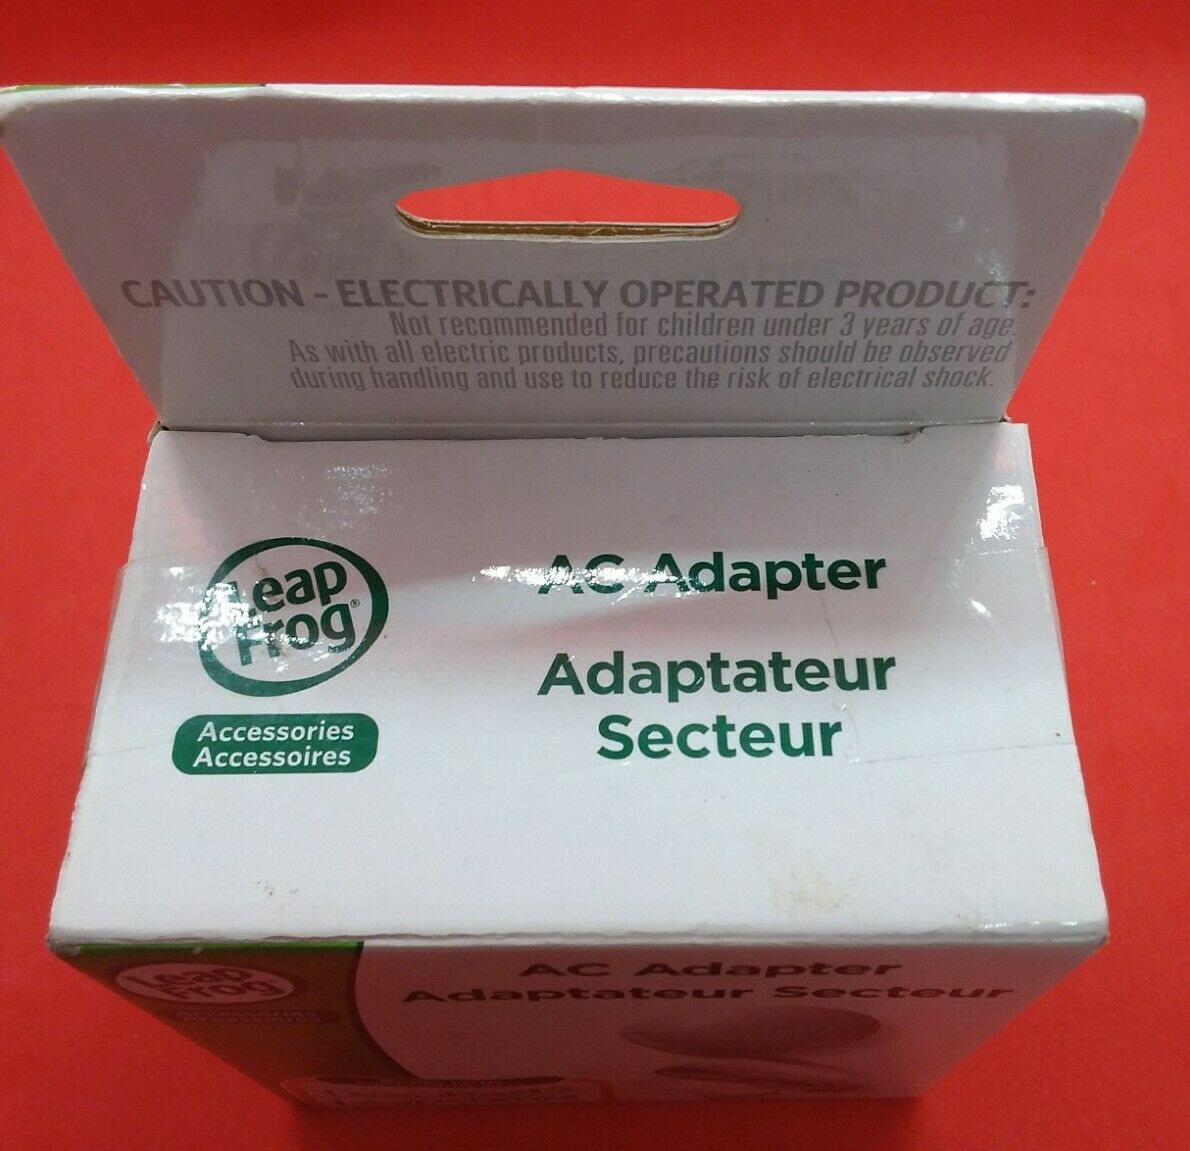 CAUTION - ELECTRICALLY OPERATED PRODUCT:
Not recommended for children under 3 years of age.
As with all electric products, precautions should be observed
during handling and use to reduce the risk of electrical shock.
Leap
Frog®
Accessories
Accessoires
AC Adapter
Adaptateur
Secteur
Leap
Frog
Accessories
Accessoires
AC Adapter
Adaptateur Secteur